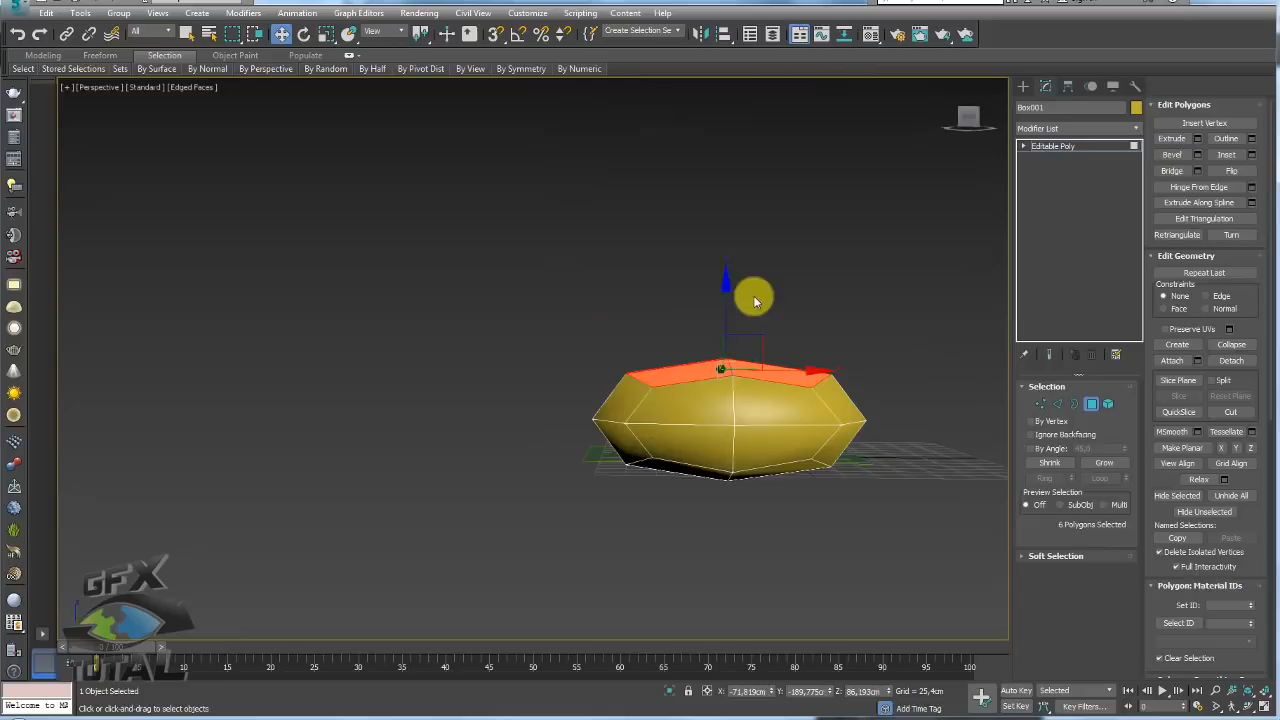 Edit Tools Group Views Create Modifiers Animation Graph Editors Rendering Civil View Customize Scripting Content Help
All View Create Selection Se
Modeling Freeform Selection Object Paint Populate
Select Stored Selections Sets By Surface By Normal By Perspective By Random By Half By Pivot Dist By View By Symmetry By Numeric
[+] [Perspective] [Standard] [Edged Faces]
Box001
Modifier List
Editable Poly
Selection
By Vertex
Ignore Backfacing
By Angle: 45,0
Shrink Grow
Ring Loop
Preview Selection
Off SubObj Multi
6 Polygons Selected
Soft Selection
Edit Polygons
Insert Vertex
Extrude Outline
Bevel Inset
Bridge Flip
Hinge From Edge
Extrude Along Spline
Edit Triangulation
Retriangulate Turn
Edit Geometry
Repeat Last
Constraints
None Edge
Face Normal
Preserve UVs
Create Collapse
Attach Detach
Slice Plane Split
Slice Reset Plane
QuickSlice Cut
MSmooth Tessellate
Make Planar X Y Z
View Align Grid Align
Relax
Hide Selected Unhide All
Hide Unselected
Named Selections:
Copy Paste
Delete Isolated Vertices
Full Interactivity
Polygon: Material IDs
Set ID:
Select ID
Clear Selection
GFX
TOTAL
0 / 100
15 20 25 30 35 40 45 50 55 60 65 70 75 80 85 90 95 100
1 Object Selected
X: -71,819cm Y: -189,775cm Z: 86,193cm Grid = 25,4cm
Auto Key Selected
Welcome to M
Click or click-and-drag to select objects
Add Time Tag
Set Key Key Filters...
0